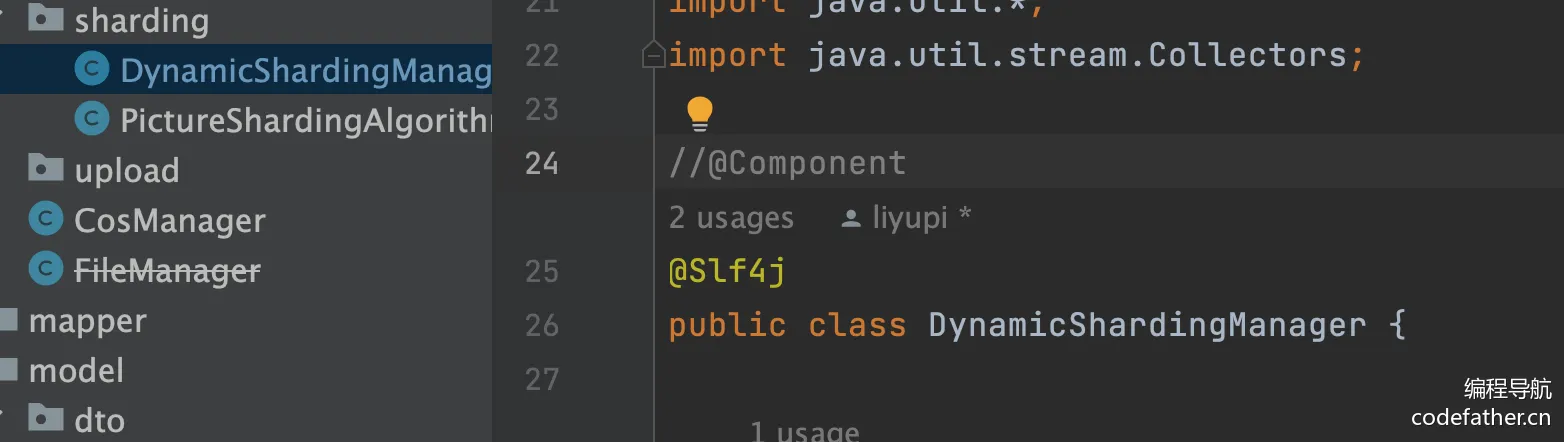 sharding
DynamicShardingManag
PictureShardingAlgorith
upload
CosManager
FileManager
mapper
model
dto
21 import java.util.*;
22 import java.util.stream.Collectors;
23
24 //@Component
2 usages liyupi *
25 @Slf4j
26 public class DynamicShardingManager {
27
1 usage
编程导航
codefather.cn